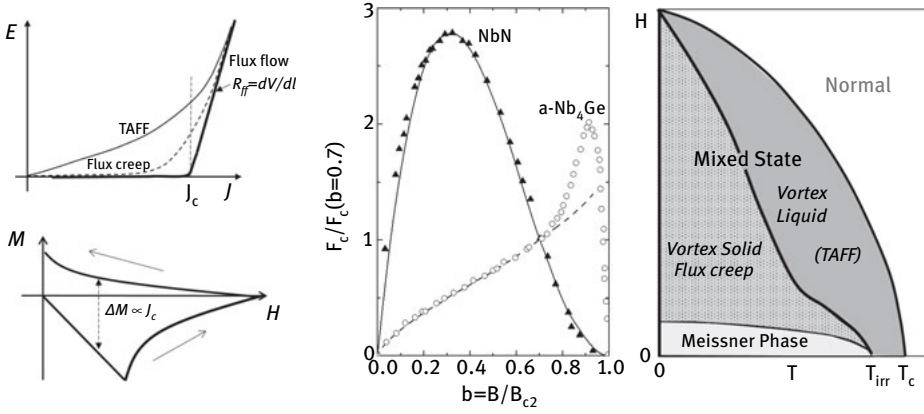 E
Flux flow
R_ff=dV/dI
TAFF
Flux creep
J_c
J
M
ΔM ∝ J_c
H
F_c/F_c(b=0.7)
3
2
1
0
NbN
a-Nb₄Ge
0.0
0.2
0.4
0.6
0.8
1.0
b=B/B_c2
H
Normal
Mixed State
Vortex
Liquid
(TAFF)
Vortex Solid
Flux creep
Meissner Phase
0
0
T
T_irr
T_c